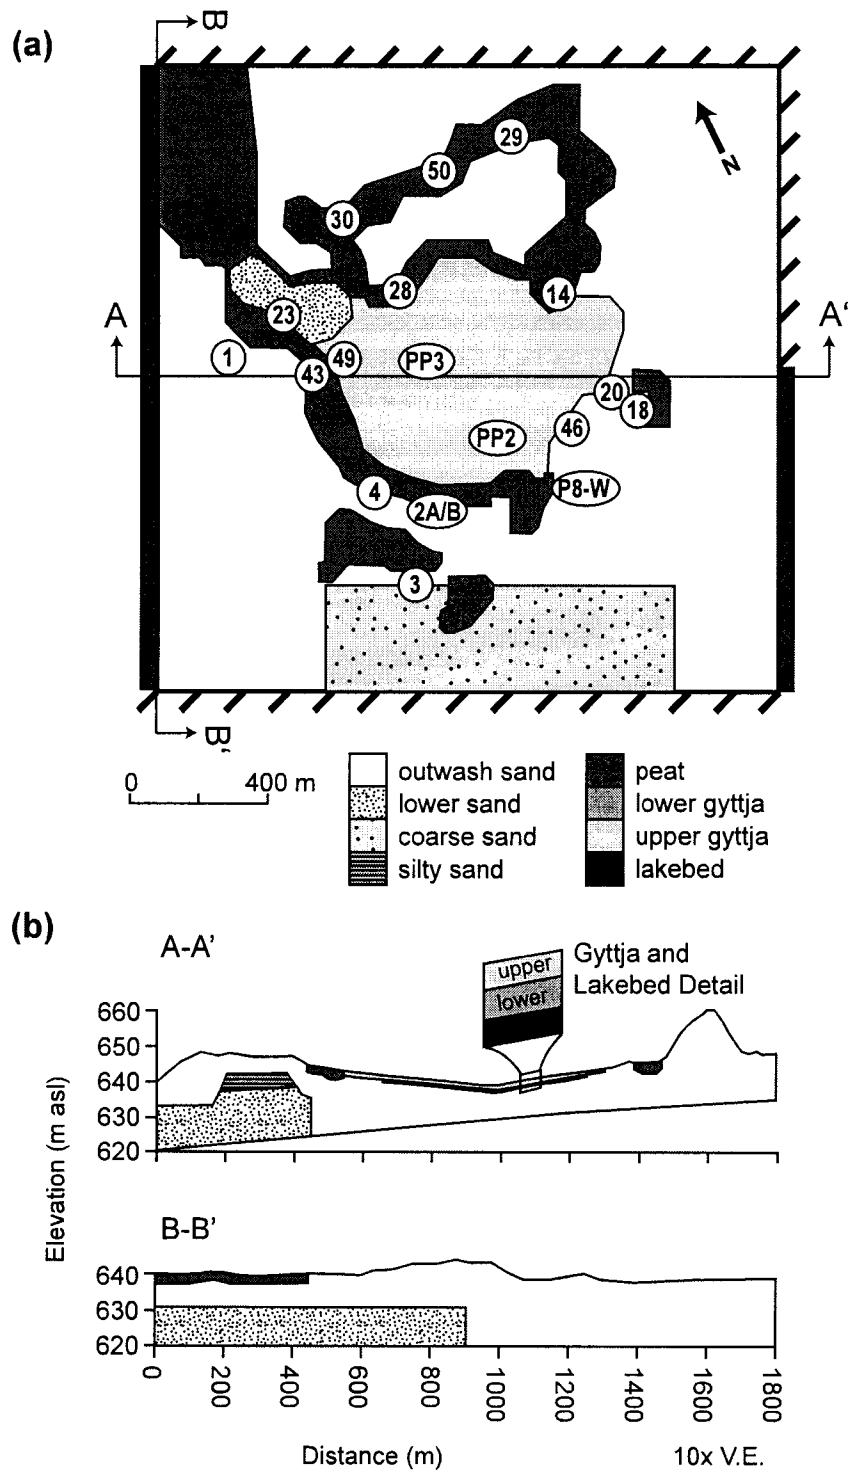 B
(a)
N
29
50
30
28
14
23
A
A'
1
49
PP3
43
20
18
PP2
46
4
P8-W
2A/B
3
B'
0 400 m
outwash sand
lower sand
coarse sand
silty sand
peat
lower gyttja
upper gyttja
lakebed
(b)
A-A'
upper
lower
Gyttja and
Lakebed Detail
Elevation (m asl)
660
650
640
630
620
B-B'
640
630
620
0 200 400 600 800 1000 1200 1400 1600 1800
Distance (m)
10x V.E.